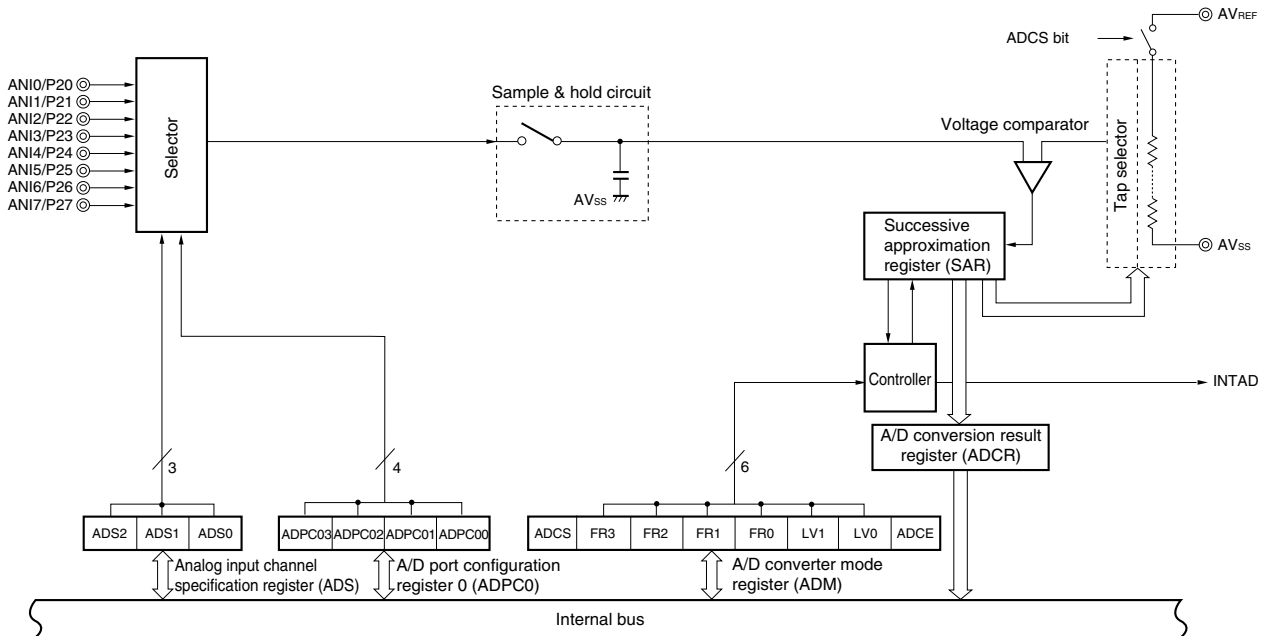 AVREF
ADCS bit
ANI0/P20
ANI1/P21
ANI2/P22
ANI3/P23
ANI4/P24
ANI5/P25
ANI6/P26
ANI7/P27
Selector
Sample & hold circuit
AVSS
Voltage comparator
Tap selector
AVSS
Successive
approximation
register (SAR)
Controller
INTAD
A/D conversion result
register (ADCR)
3
4
6
ADS2 ADS1 ADS0
ADPC03 ADPC02 ADPC01 ADPC00
ADCS FR3 FR2 FR1 FR0 LV1 LV0 ADCE
Analog input channel
specification register (ADS)
A/D port configuration
register 0 (ADPC0)
A/D converter mode
register (ADM)
Internal bus